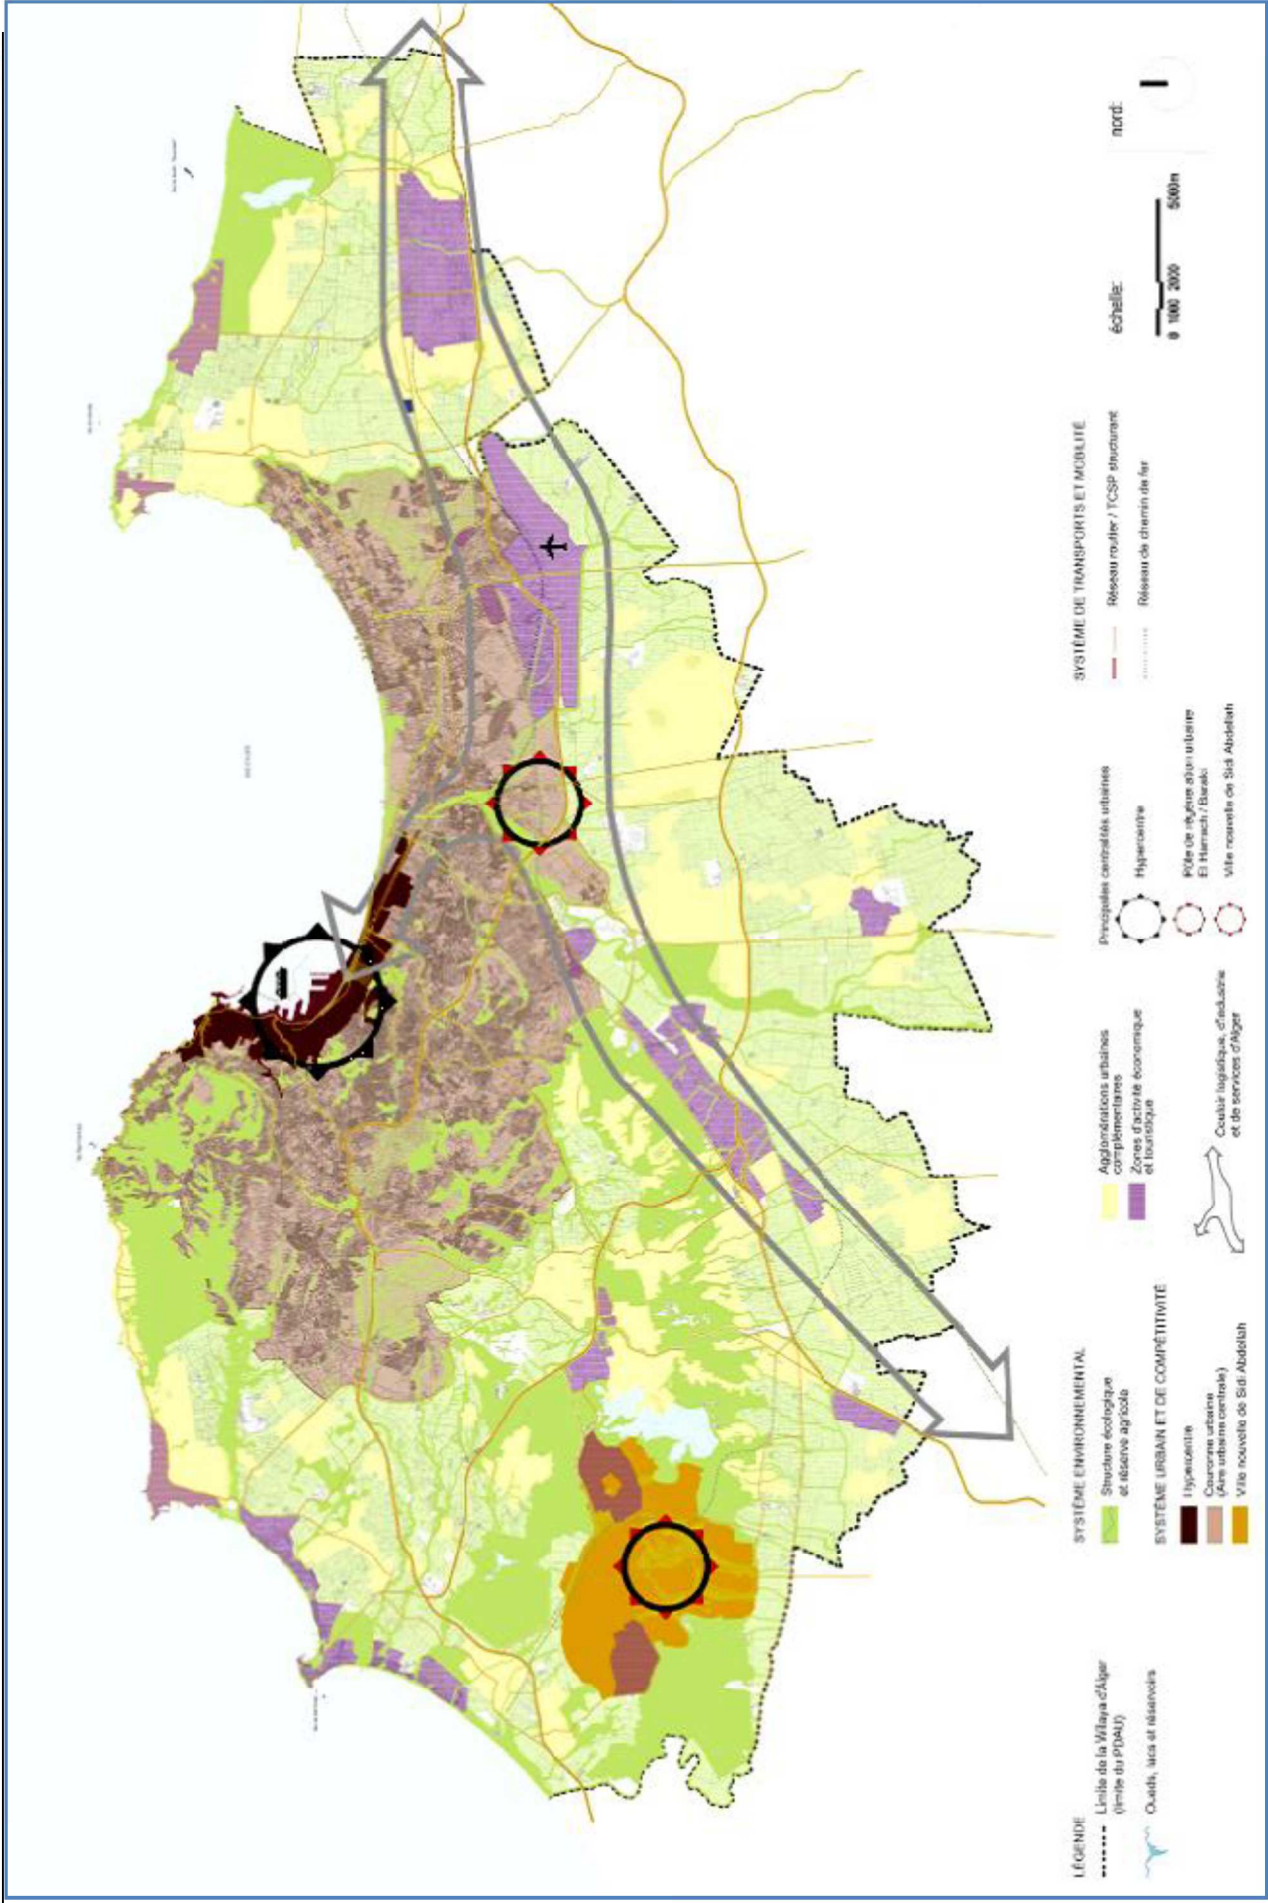 LÉGENDE
Limite de la Wilaya d'Alger
(limite du PDAU)
Oueds, lacs et réservoirs
SYSTÈME ENVIRONNEMENTAL
Structure écologique
et réserve agricole
SYSTÈME URBAIN ET DE COMPÉTITIVITÉ
Hypercentre
Couronne urbaine
(Aire urbaine centrale)
Ville nouvelle de Sidi Abdellah
Agglomérations urbaines
complémentaires
Zones d'activité économique
et touristique
Couloir logistique, d'industrie
et de services d'Alger
Principales centralités urbaines
Hypercentre
Pôle de régénération urbaine
El Harrach / Baraki
Ville nouvelle de Sidi Abdellah
SYSTÈME DE TRANSPORTS ET MOBILITÉ
Réseau routier / TCSP structurant
Réseau de chemin de fer
échelle:
0 1000 2000 5000m
nord: